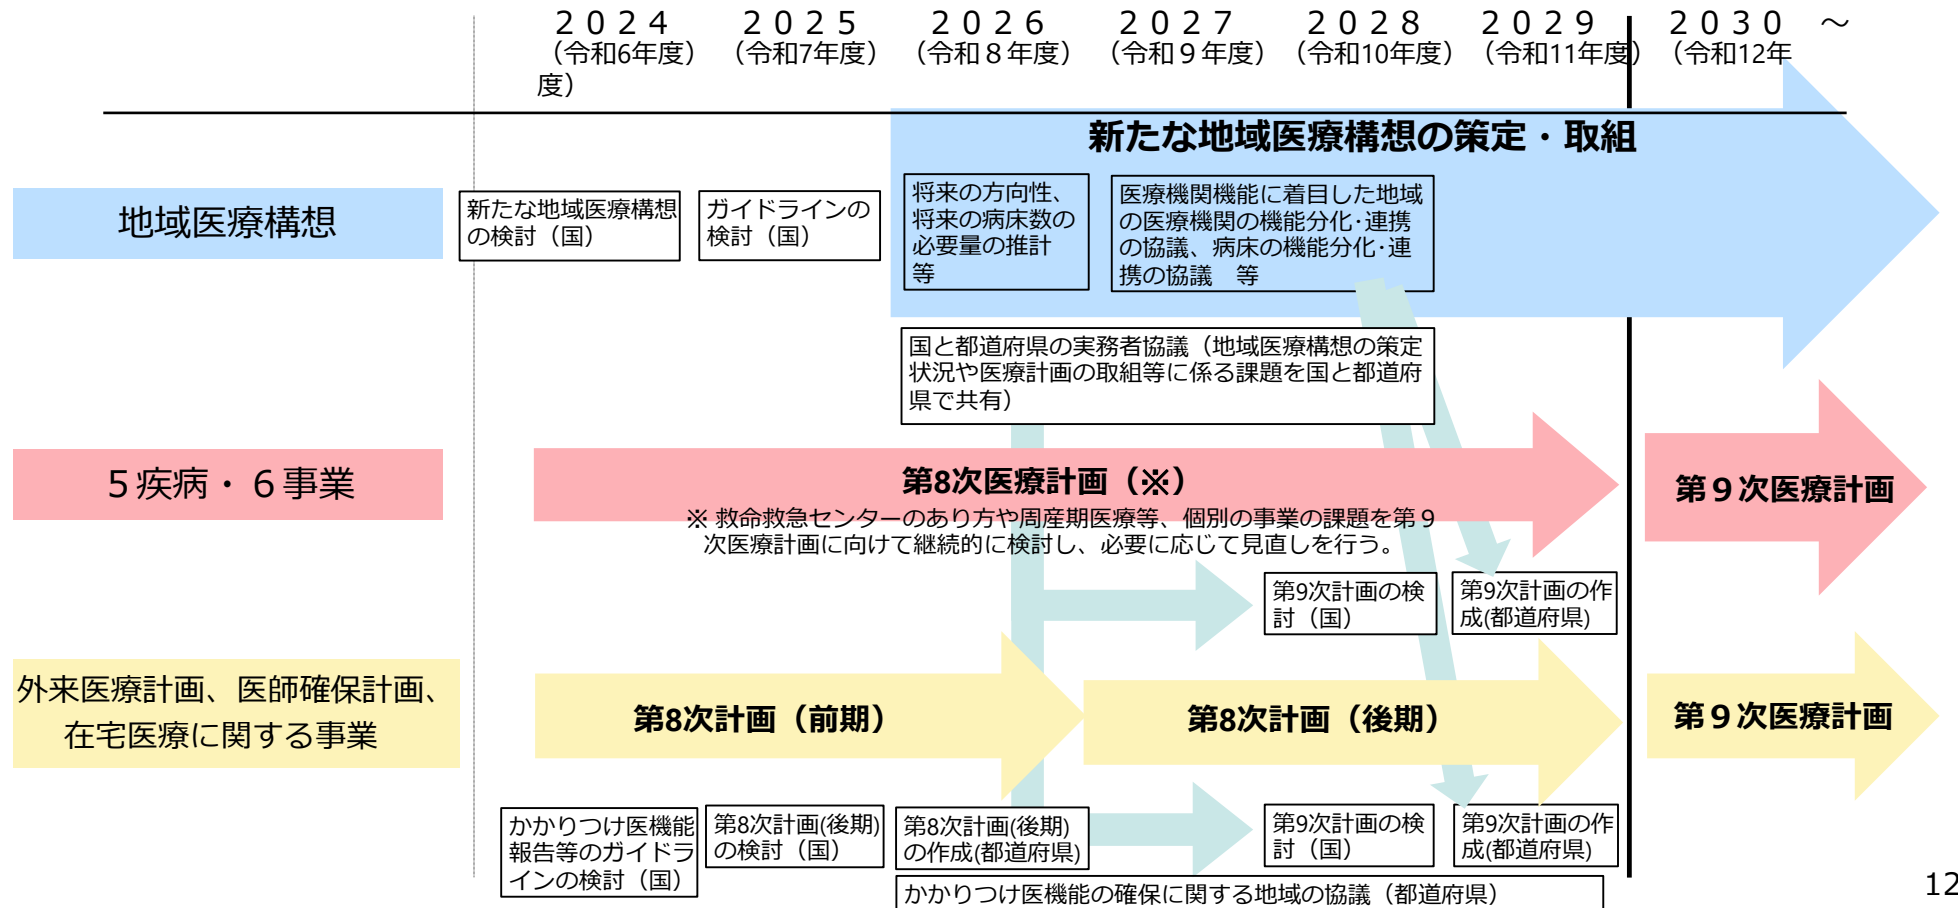 ２０２４
（令和6年度）
２０２５
（令和7年度）
２０２６
（令和８年度）
２０２７
（令和９年度）
２０２８
（令和10年度）
２０２９
（令和11年度）
２０３０　～
（令和12年
度）
新たな地域医療構想の策定・取組
地域医療構想
新たな地域医療構想
の検討（国）
ガイドラインの
検討（国）
将来の方向性、
将来の病床数の
必要量の推計
等
医療機関機能に着目した地域
の医療機関の機能分化･連携
の協議、病床の機能分化･連
携の協議　等
国と都道府県の実務者協議（地域医療構想の策定
状況や医療計画の取組等に係る課題を国と都道府
県で共有）
５疾病・６事業
第8次医療計画（※）
※ 救命救急センターのあり方や周産期医療等、個別の事業の課題を第９
次医療計画に向けて継続的に検討し、必要に応じて見直しを行う。
第９次医療計画
第9次計画の検
討（国）
第9次計画の作
成(都道府県)
外来医療計画、医師確保計画、
在宅医療に関する事業
第8次計画（前期）
第8次計画（後期）
第９次医療計画
かかりつけ医機能
報告等のガイドラ
インの検討（国）
第8次計画(後期)
の検討（国）
第8次計画(後期)
の作成(都道府県)
第9次計画の検
討（国）
第9次計画の作
成(都道府県)
かかりつけ医機能の確保に関する地域の協議（都道府県）
12